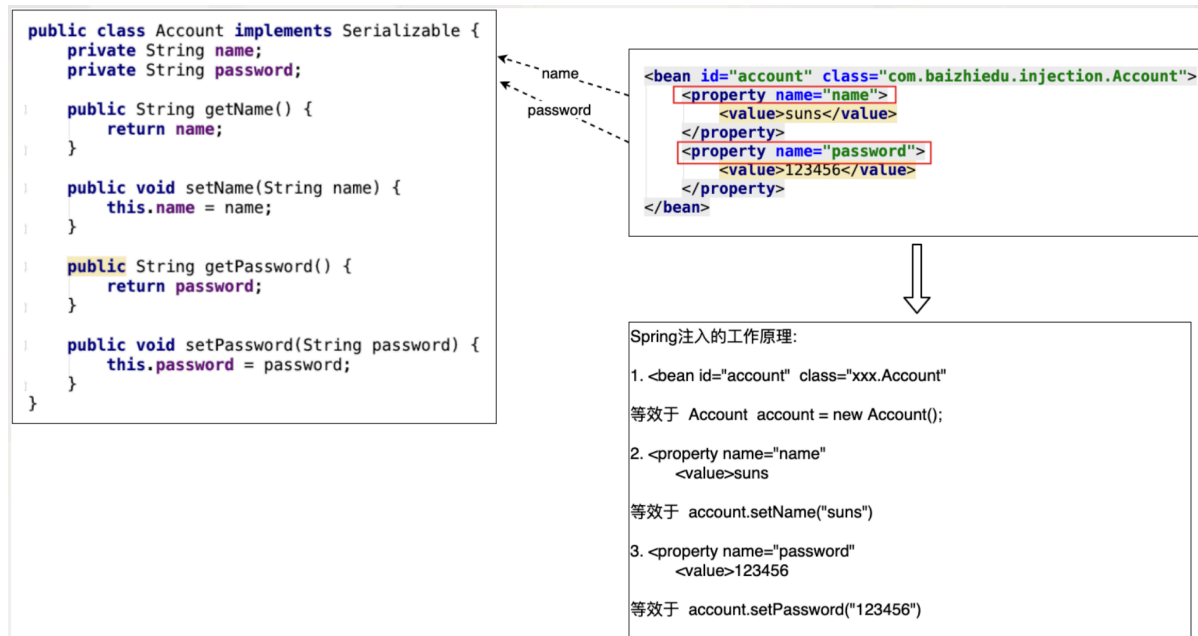 public class Account implements Serializable {
    private String name;
    private String password;
    public String getName() {
        return name;
    }
    public void setName(String name) {
        this.name = name;
    }
    public String getPassword() {
        return password;
    }
    public void setPassword(String password) {
        this.password = password;
    }
}
name
password
<bean id="account" class="com.baizhiedu.injection.Account">
    <property name="name">
        <value>suns</value>
    </property>
    <property name="password">
        <value>123456</value>
    </property>
</bean>
Spring注入的工作原理:
1. <bean id="account" class="xxx.Account"
等效于 Account account = new Account();
2. <property name="name"
<value>suns
等效于 account.setName("suns")
3. <property name="password"
<value>123456
等效于 account.setPassword("123456")